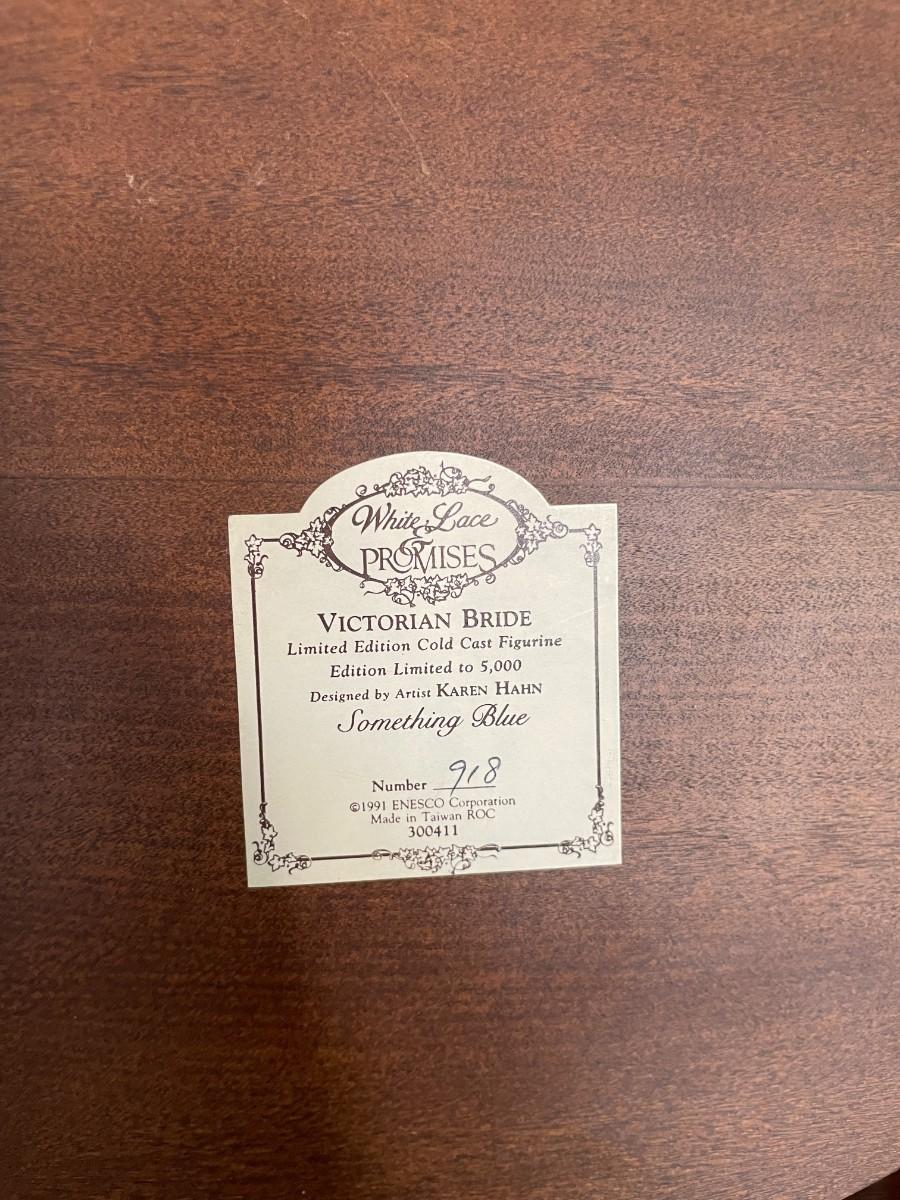 White Lace
&
PROMISES
VICTORIAN BRIDE
Limited Edition Cold Cast Figurine
Edition Limited to 5,000
Designed by Artist KAREN HAHN
Something Blue
Number 918
©1991 ENESCO Corporation
Made in Taiwan ROC
300411